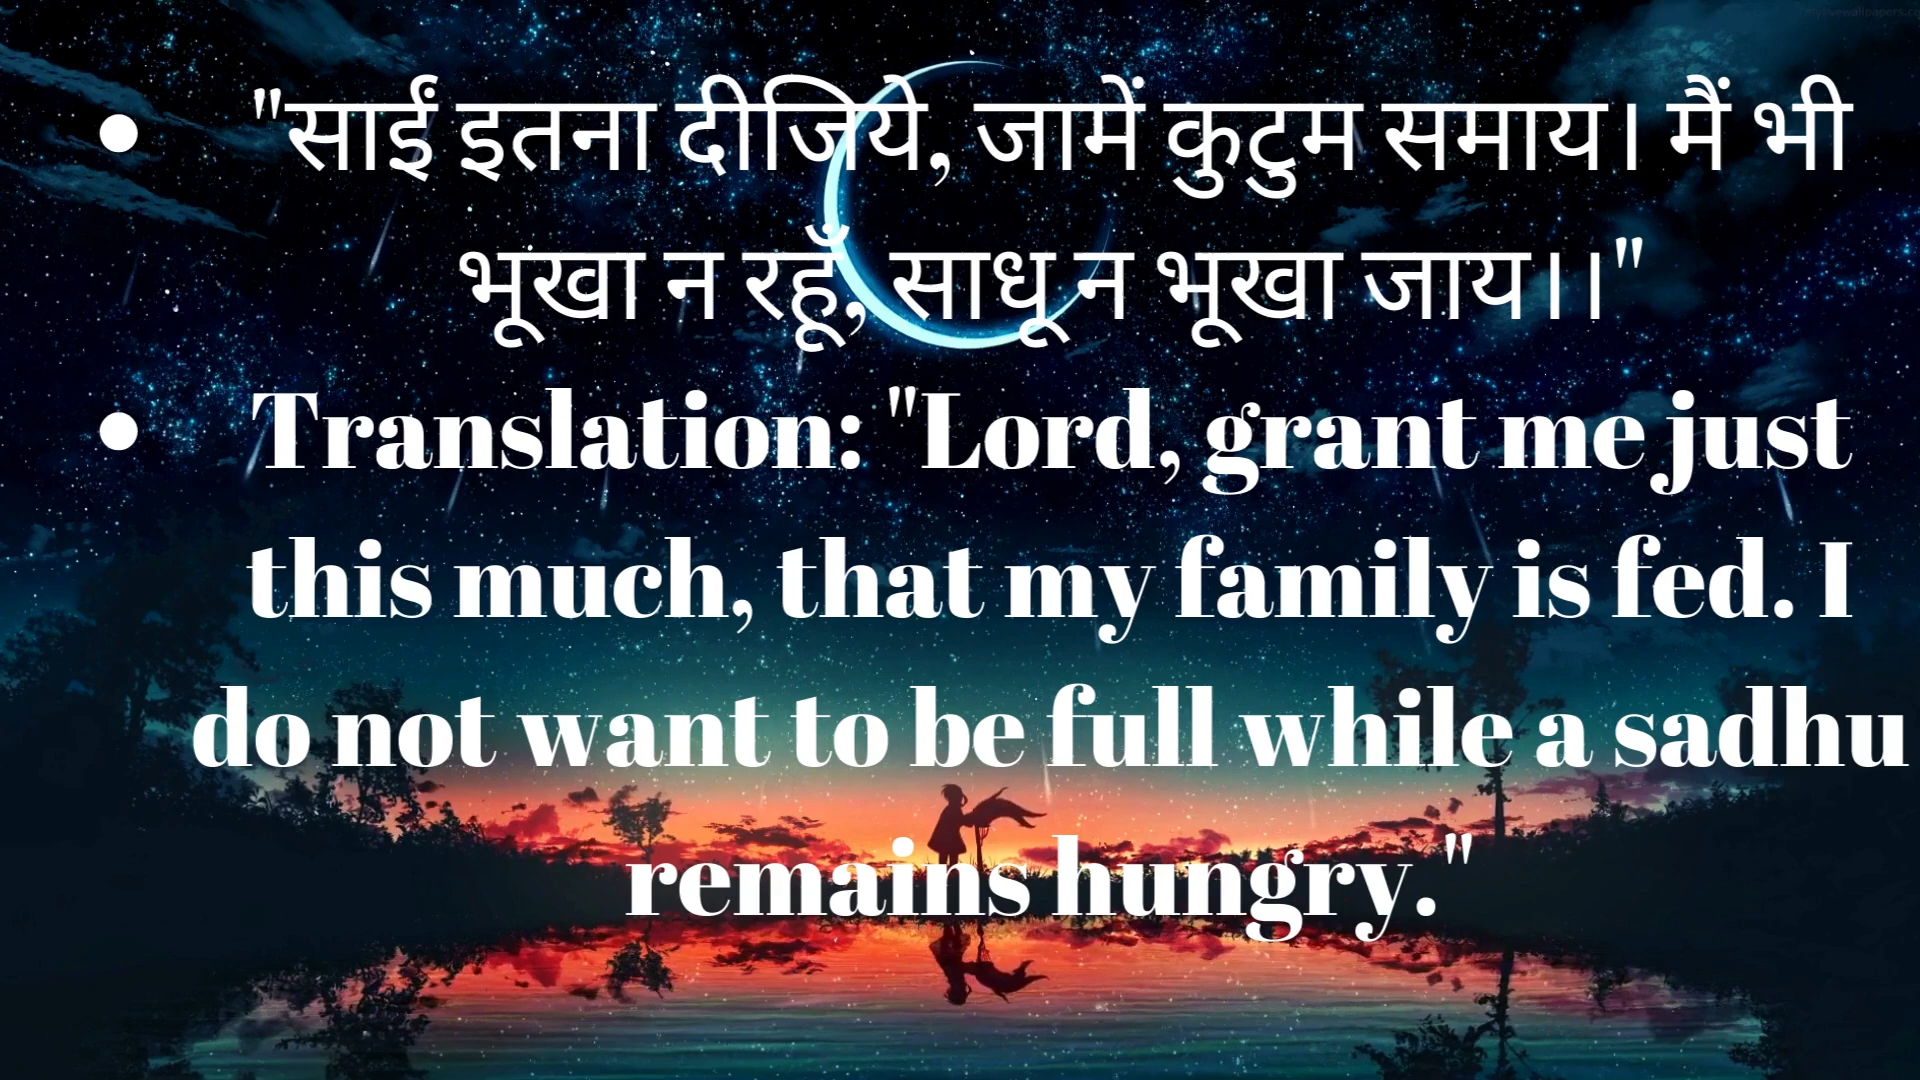 • "साईं इतना दीजिये, जामें कुटुम समाय। मैं भी
भूखा न रहूँ, साधू न भूखा जाय।।"
• Translation: "Lord, grant me just
this much, that my family is fed. I
do not want to be full while a sadhu
remains hungry."